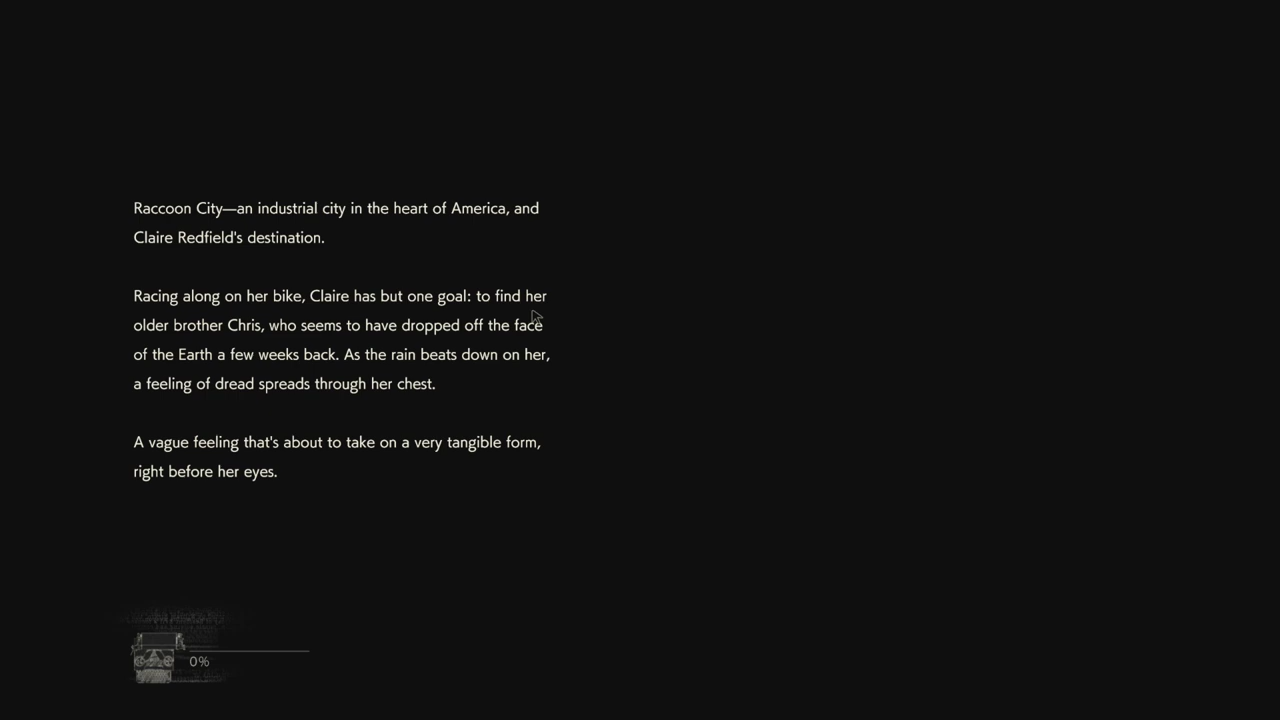 Raccoon City—an industrial city in the heart of America, and
Claire Redfield's destination.
Racing along on her bike, Claire has but one goal: to find her
older brother Chris, who seems to have dropped off the face
of the Earth a few weeks back. As the rain beats down on her,
a feeling of dread spreads through her chest.
A vague feeling that's about to take on a very tangible form,
right before her eyes.
0%